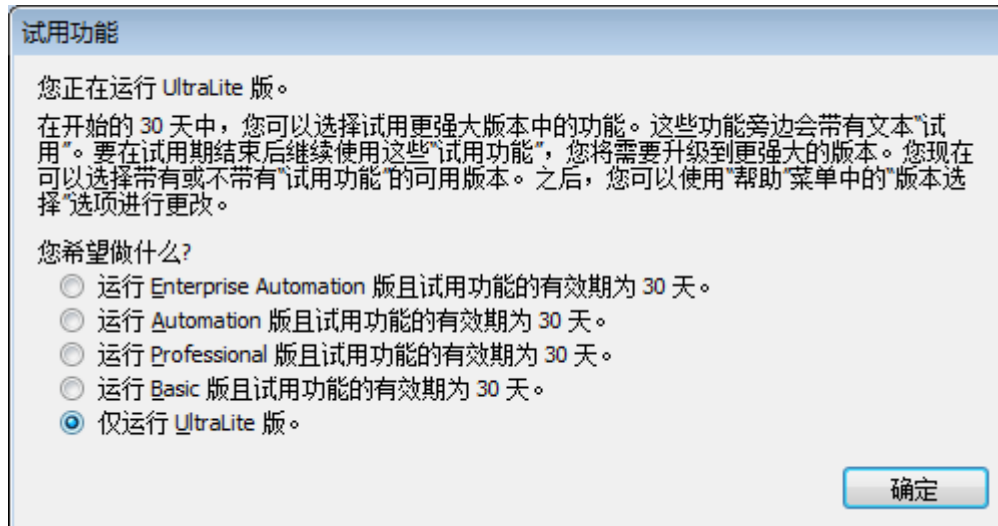 试用功能
您正在运行 UltraLite 版。
在开始的 30 天中，您可以选择试用更强大版本中的功能。这些功能旁边会带有文本“试
用”。要在试用期结束后继续使用这些“试用功能”，您将需要升级到更强大的版本。您现在
可以选择带有或不带有“试用功能”的可用版本。之后，您可以使用“帮助”菜单中的“版本选
择”选项进行更改。
您希望做什么?
运行 Enterprise Automation 版且试用功能的有效期为 30 天。
运行 Automation 版且试用功能的有效期为 30 天。
运行 Professional 版且试用功能的有效期为 30 天。
运行 Basic 版且试用功能的有效期为 30 天。
仅运行 UltraLite 版。
确定